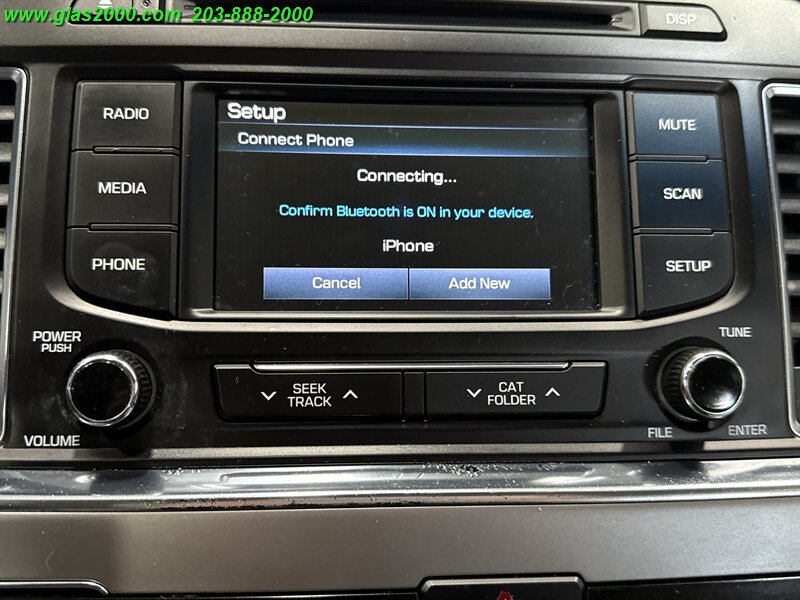 www.glas2000.com 203-888-2000
DISP
RADIO
MEDIA
PHONE
Setup
Connect Phone
Connecting...
Confirm Bluetooth is ON in your device.
iPhone
Cancel
Add New
MUTE
SCAN
SETUP
POWER
PUSH
VOLUME
SEEK
TRACK
CAT
FOLDER
TUNE
FILE
ENTER